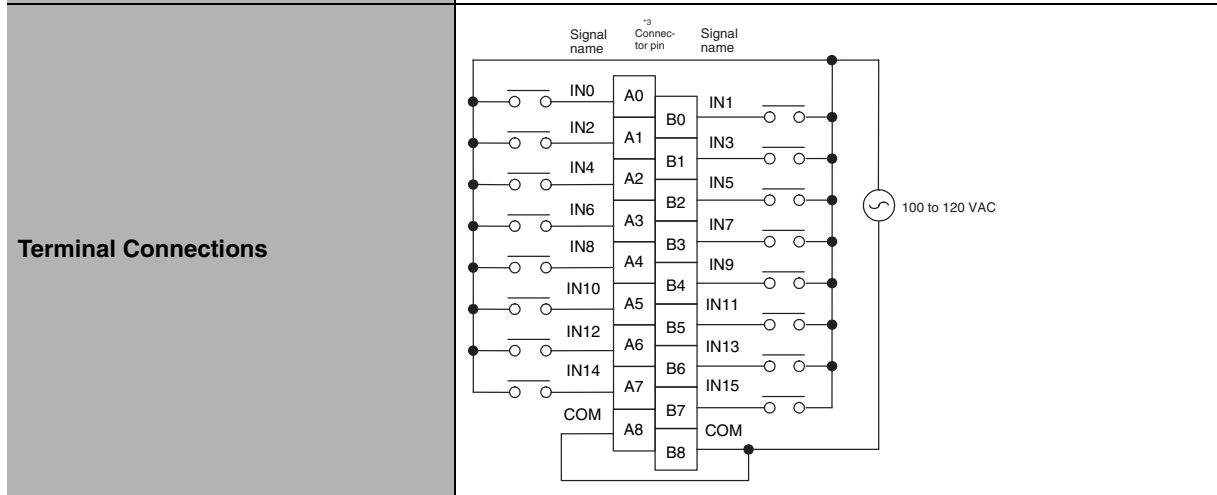 Terminal Connections
Signal name
*3
Connec-
tor pin
Signal name
IN0
A0
IN1
B0
IN2
A1
IN3
B1
IN4
A2
IN5
B2
IN6
A3
IN7
B3
IN8
A4
IN9
B4
IN10
A5
IN11
B5
IN12
A6
IN13
B6
IN14
A7
IN15
B7
COM
A8
COM
B8
100 to 120 VAC